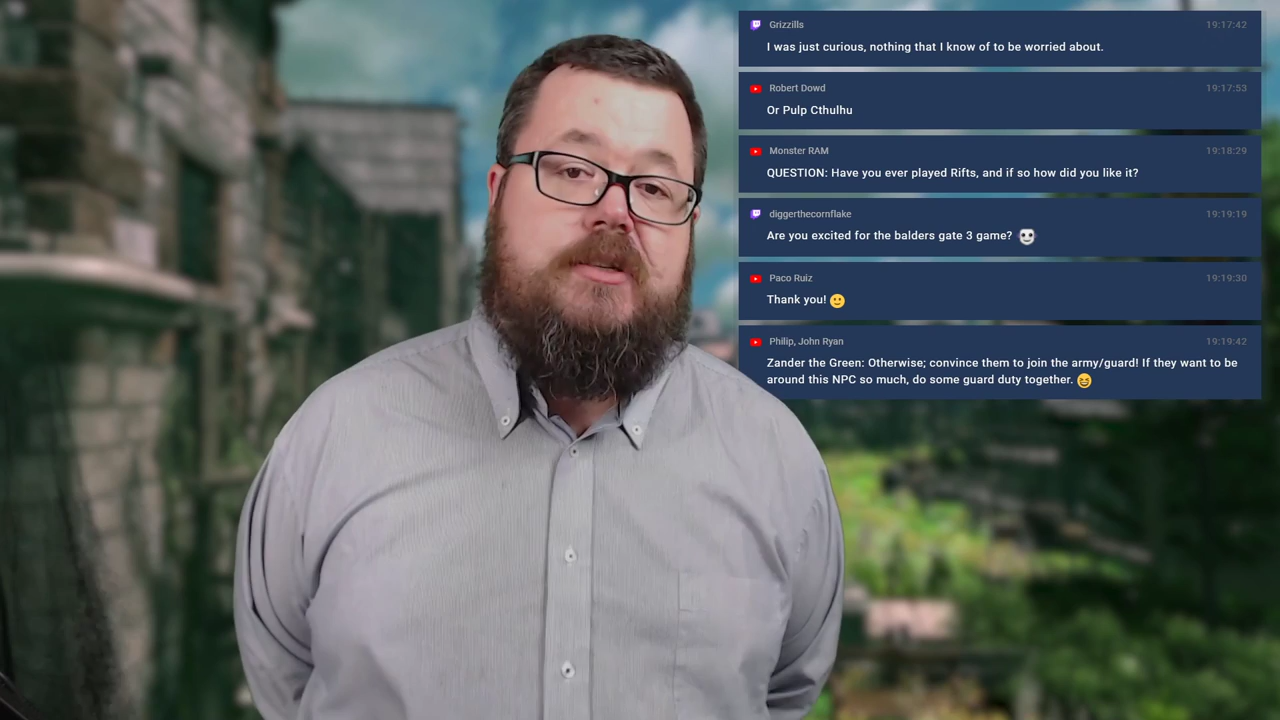 Grizzills 19:17:42
I was just curious, nothing that I know of to be worried about.
Robert Dowd 19:17:53
Or Pulp Cthulhu
Monster RAM 19:18:29
QUESTION: Have you ever played Rifts, and if so how did you like it?
diggerthecornflake 19:19:19
Are you excited for the balders gate 3 game?
Paco Ruiz 19:19:30
Thank you!
Philip, John Ryan 19:19:42
Zander the Green: Otherwise; convince them to join the army/guard! If they want to be
around this NPC so much, do some guard duty together.